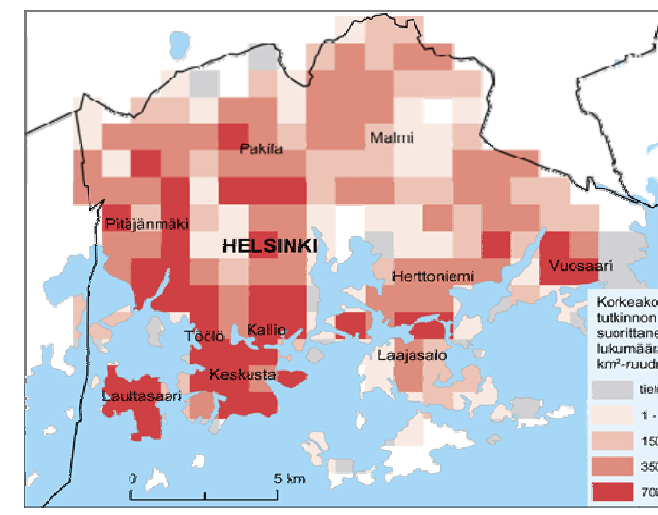 Malmi
Pakila
Pitäjänmäki
HELSINKI
Vuosaari
Herttoniemi
Töölö
Kallio
Laajasalo
Keskusta
Lauttasaari
0
5 km
Korkeako
tutkinnon
suorittane
lukumäär
km²-ruudu
tiet
1 -
150
350
700